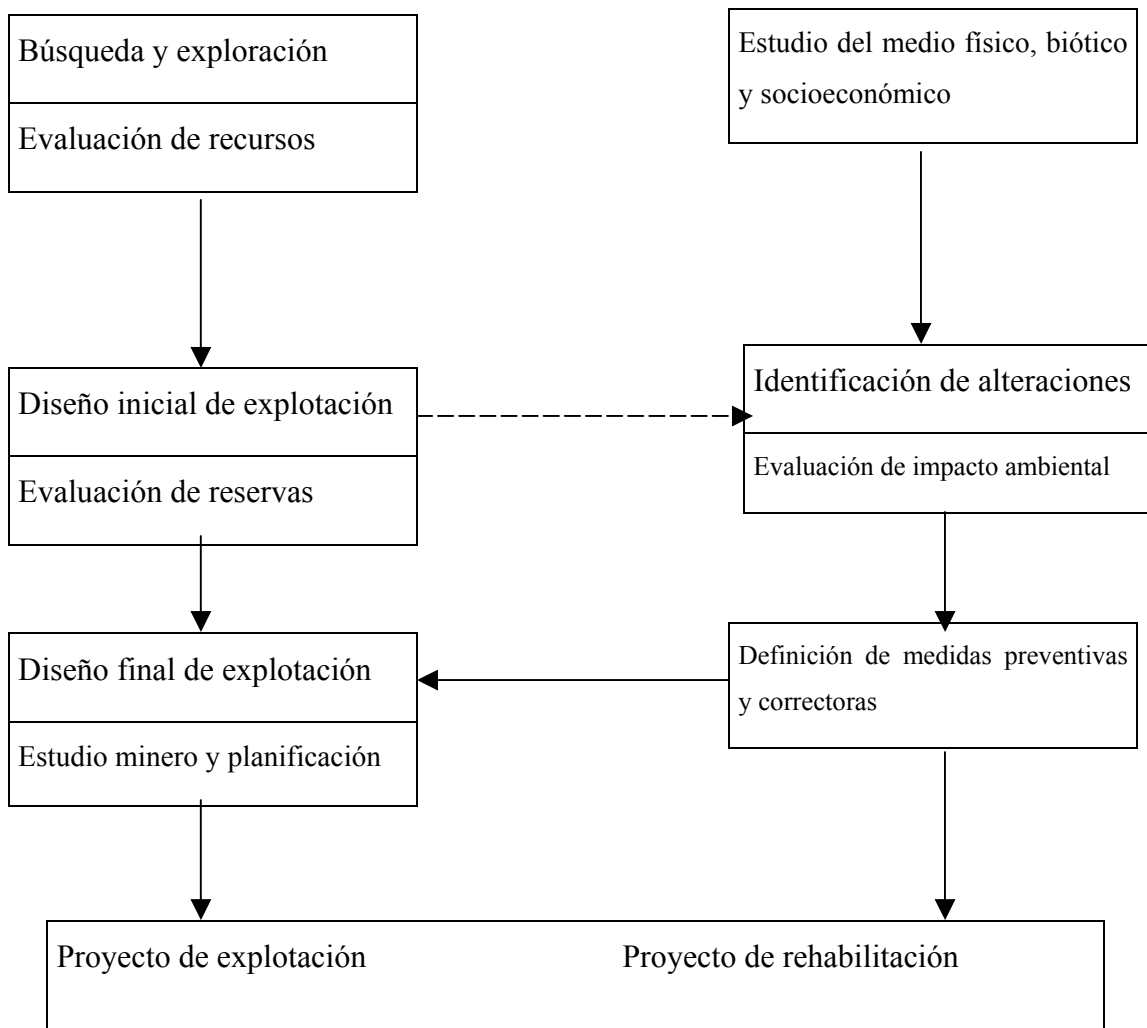 Búsqueda y exploración
Evaluación de recursos
Estudio del medio físico, biótico
y socioeconómico
Diseño inicial de explotación
Evaluación de reservas
Identificación de alteraciones
Evaluación de impacto ambiental
Diseño final de explotación
Estudio minero y planificación
Definición de medidas preventivas
y correctoras
Proyecto de explotación
Proyecto de rehabilitación